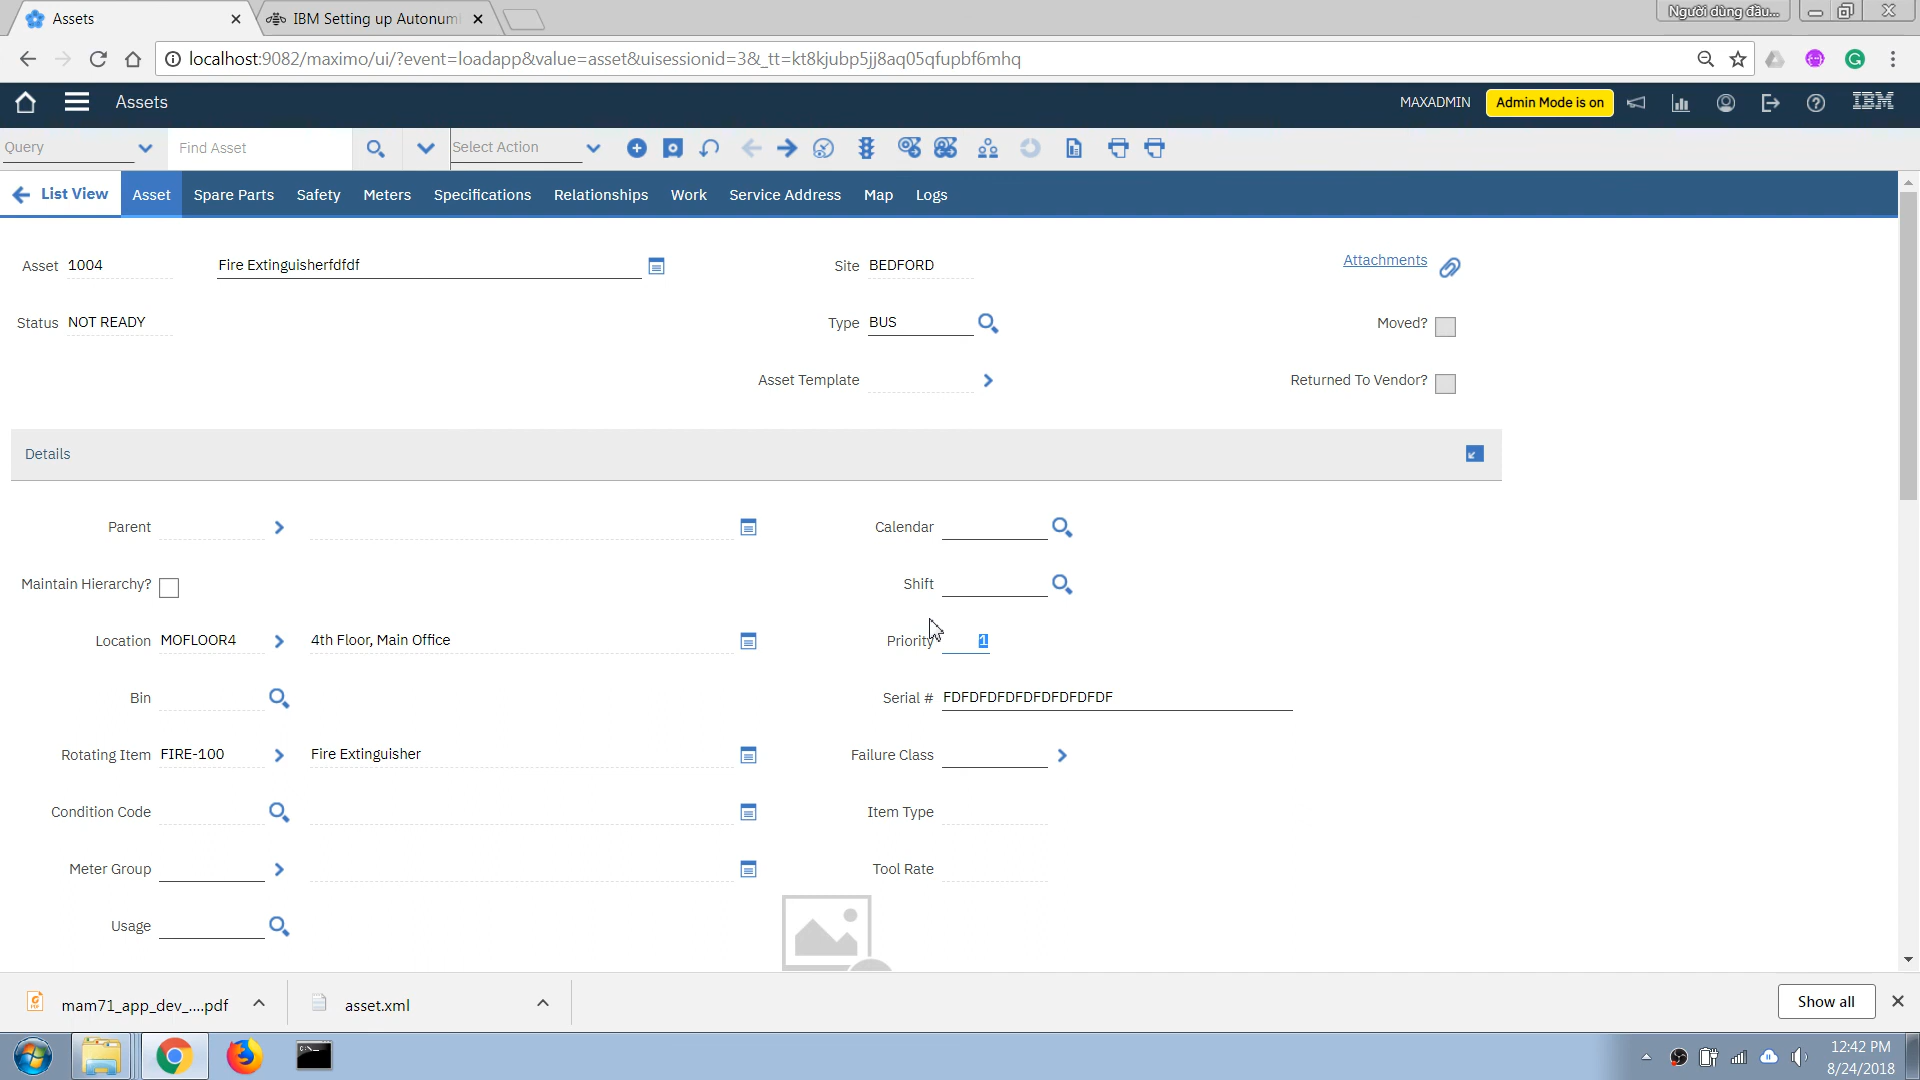 Assets
IBM Setting up Autonum
Người dùng đầu...
localhost:9082/maximo/ui/?event=loadapp&value=asset&uisessionid=3&_tt=kt8kjubp5jj8aq05qfupbf6mhq
Assets
MAXADMIN
Admin Mode is on
IBM
Query
Find Asset
Select Action
List View
Asset
Spare Parts
Safety
Meters
Specifications
Relationships
Work
Service Address
Map
Logs
Asset 1004
Fire Extinguisherfdfdf
Site BEDFORD
Attachments
Status NOT READY
Type BUS
Moved?
Asset Template
Returned To Vendor?
Details
Parent
Calendar
Maintain Hierarchy?
Shift
Location MOFLOOR4
4th Floor, Main Office
Priority 1
Bin
Serial # FDFDFDFDFDFDFDFDFDF
Rotating Item FIRE-100
Fire Extinguisher
Failure Class
Condition Code
Item Type
Meter Group
Tool Rate
Usage
mam71_app_dev_....pdf
asset.xml
Show all
12:42 PM
8/24/2018